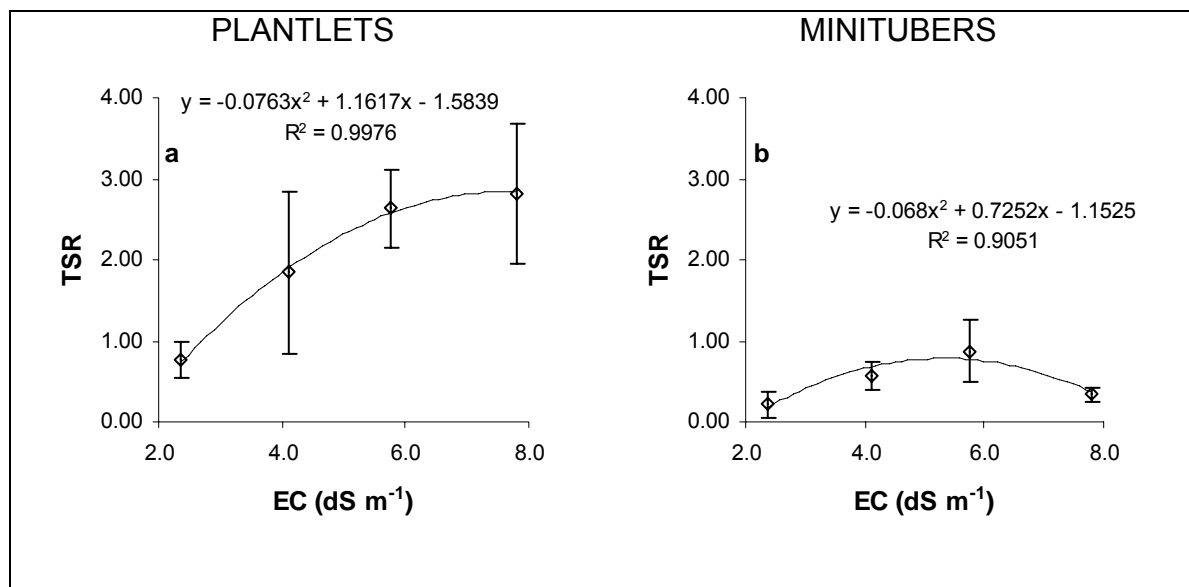 PLANTLETS
y = -0.0763x² + 1.1617x - 1.5839
R² = 0.9976
a
4.00
3.00
2.00
1.00
0.00
TSR
2.0 4.0 6.0 8.0
EC (dS m⁻¹)
MINITUBERS
b
y = -0.068x² + 0.7252x - 1.1525
R² = 0.9051
4.00
3.00
2.00
1.00
0.00
TSR
2.0 4.0 6.0 8.0
EC (dS m⁻¹)